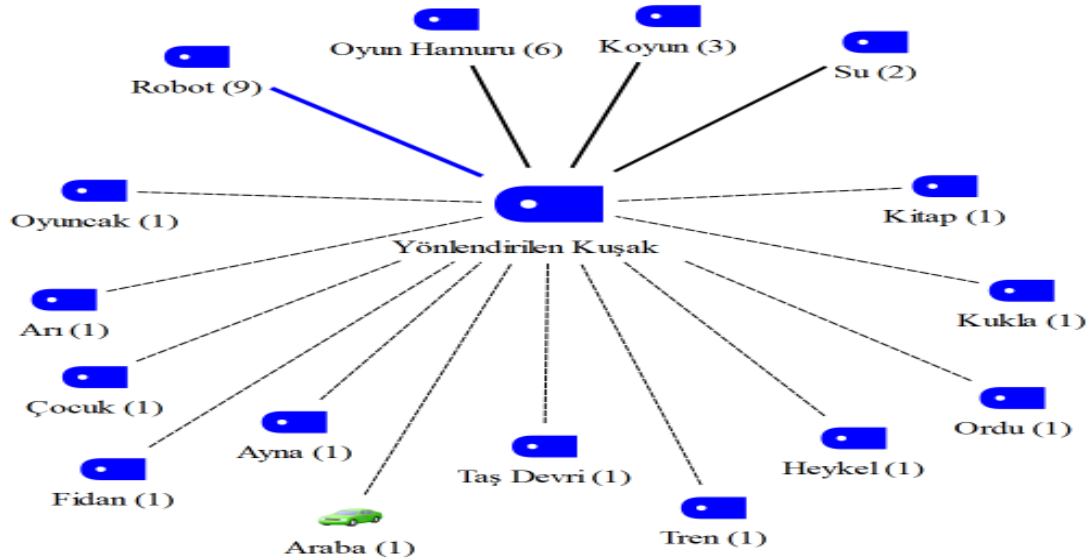 Oyun Hamuru (6)
Koyun (3)
Su (2)
Robot (9)
Oyuncak (1)
Kitap (1)
Yönlendirilen Kuşak
Arı (1)
Kukla (1)
Çocuk (1)
Ordu (1)
Ayna (1)
Taş Devri (1)
Heykel (1)
Fidan (1)
Araba (1)
Tren (1)